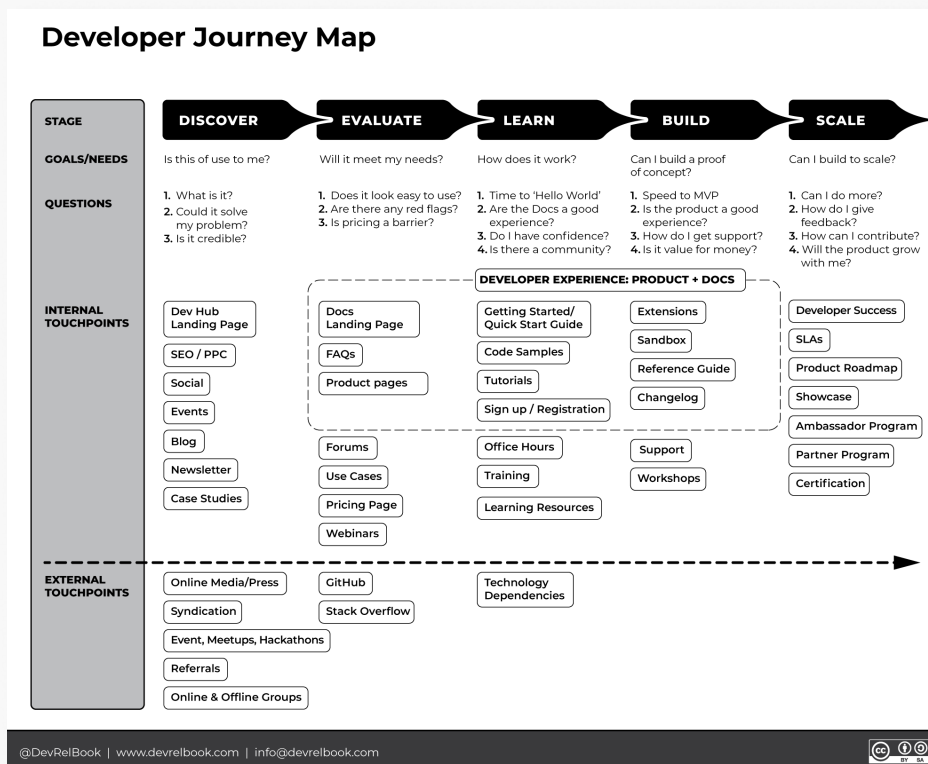 Developer Journey Map
STAGE
DISCOVER
EVALUATE
LEARN
BUILD
SCALE
GOALS/NEEDS
Is this of use to me?
Will it meet my needs?
How does it work?
Can I build a proof
of concept?
Can I build to scale?
QUESTIONS
1. What is it?
2. Could it solve
my problem?
3. Is it credible?
1. Does it look easy to use?
2. Are there any red flags?
3. Is pricing a barrier?
1. Time to ‘Hello World’
2. Are the Docs a good
experience?
3. Do I have confidence?
4. Is there a community?
1. Speed to MVP
2. Is the product a good
experience?
3. How do I get support?
4. Is it value for money?
1. Can I do more?
2. How do I give
feedback?
3. How can I contribute?
4. Will the product grow
with me?
DEVELOPER EXPERIENCE: PRODUCT + DOCS
INTERNAL
TOUCHPOINTS
Dev Hub
Landing Page
SEO / PPC
Social
Events
Blog
Newsletter
Case Studies
Docs
Landing Page
FAQs
Product pages
Forums
Use Cases
Pricing Page
Webinars
Getting Started/
Quick Start Guide
Code Samples
Tutorials
Sign up / Registration
Office Hours
Training
Learning Resources
Extensions
Sandbox
Reference Guide
Changelog
Support
Workshops
Developer Success
SLAs
Product Roadmap
Showcase
Ambassador Program
Partner Program
Certification
EXTERNAL
TOUCHPOINTS
Online Media/Press
Syndication
Event, Meetups, Hackathons
Referrals
Online & Offline Groups
GitHub
Stack Overflow
Technology
Dependencies
@DevRelBook | www.devrelbook.com | info@devrelbook.com
cc
BY SA